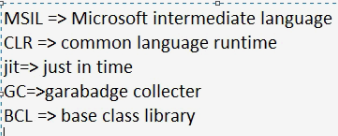 MSIL => Microsoft intermediate language
CLR => common language runtime
jit=> just in time
GC=>garabadge collecter
BCL => base class library